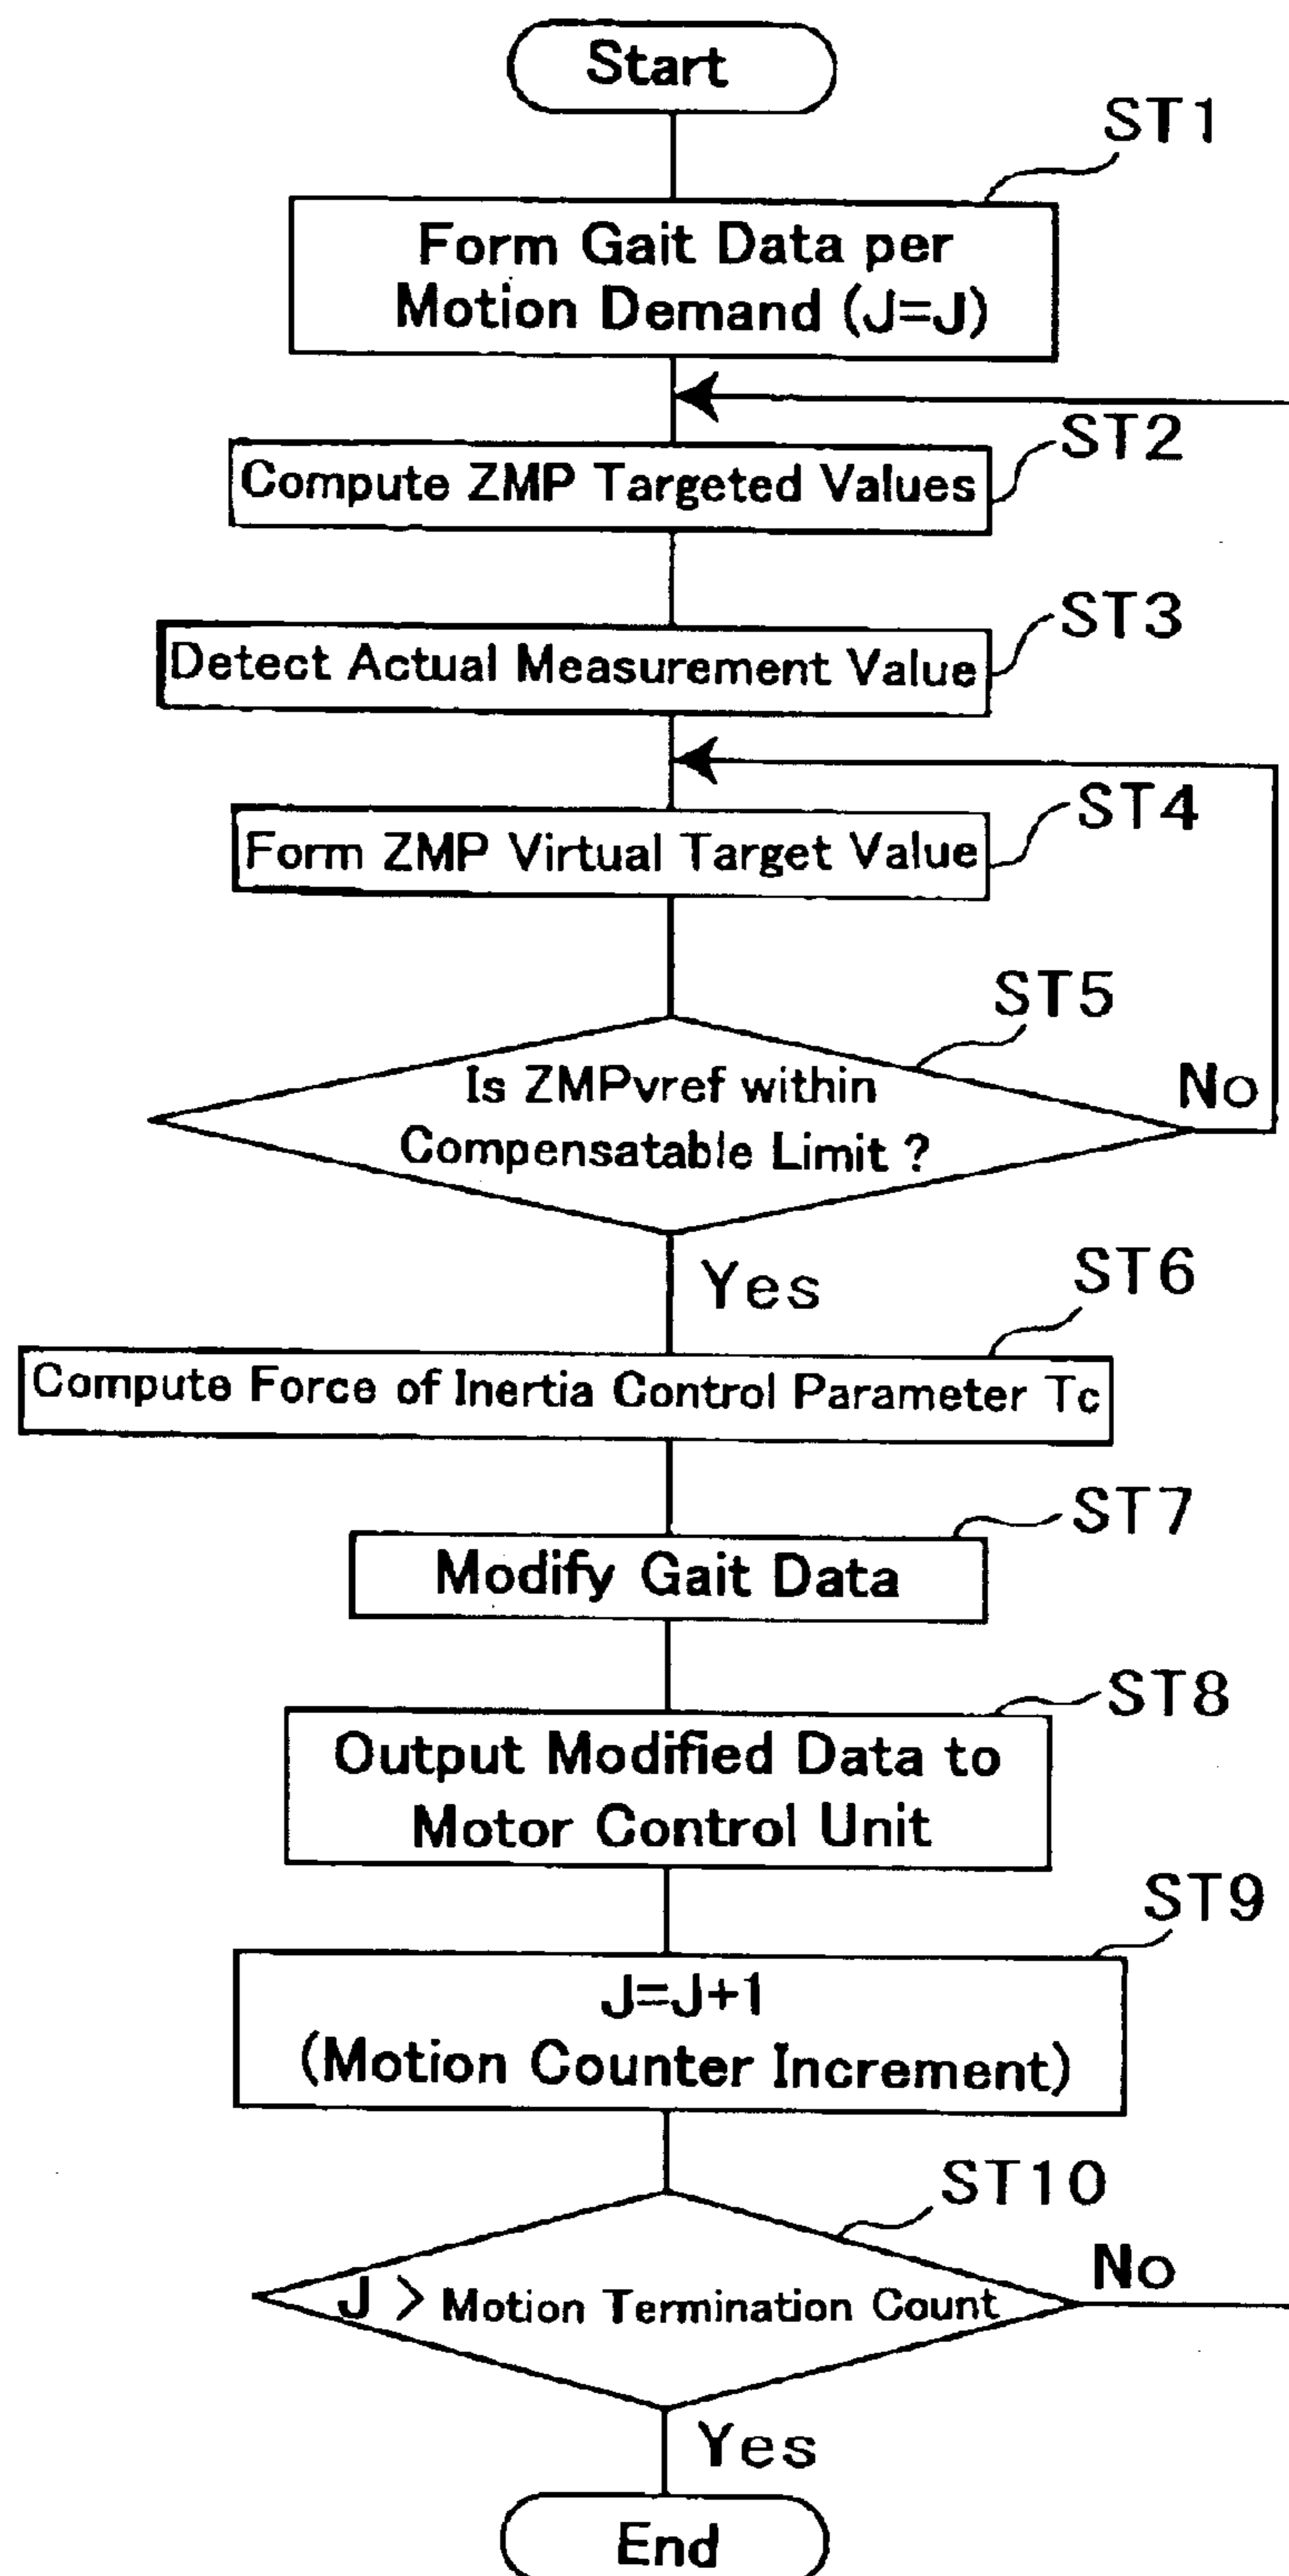 Start
ST1
Form Gait Data per
Motion Demand (J=J)
ST2
Compute ZMP Targeted Values
ST3
Detect Actual Measurement Value
ST4
Form ZMP Virtual Target Value
ST5
Is ZMPvref within
Compensatable Limit ?
No
Yes
ST6
Compute Force of Inertia Control Parameter Tc
ST7
Modify Gait Data
ST8
Output Modified Data to
Motor Control Unit
ST9
J=J+1
(Motion Counter Increment)
ST10
J > Motion Termination Count
No
Yes
End